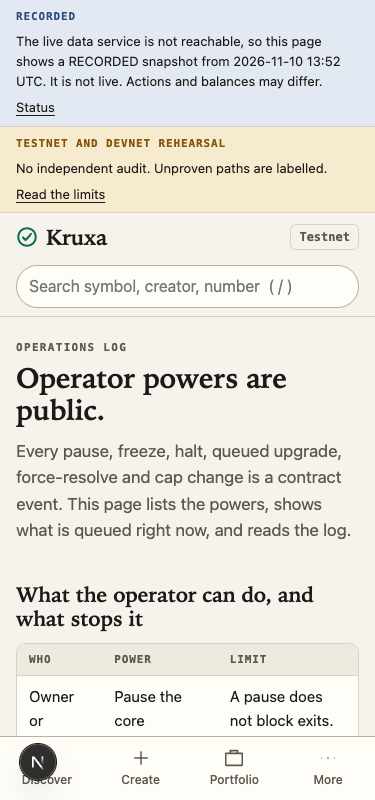 RECORDED
The live data service is not reachable, so this page
shows a RECORDED snapshot from 2026-11-10 13:52
UTC. It is not live. Actions and balances may differ.
Status
TESTNET AND DEVNET REHEARSAL
No independent audit. Unproven paths are labelled.
Read the limits
Kruxa
Testnet
Search symbol, creator, number (/)
OPERATIONS LOG
Operator powers are
public.
Every pause, freeze, halt, queued upgrade,
force-resolve and cap change is a contract
event. This page lists the powers, shows
what is queued right now, and reads the log.
What the operator can do, and
what stops it
WHO POWER LIMIT
Owner Pause the A pause does
or core not block exits.
N
Discover Create Portfolio More